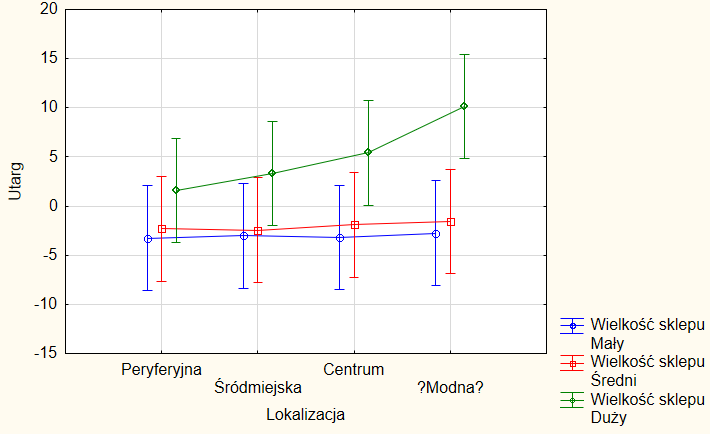 20
15
10
5
0
-5
-10
-15
Utarg
Peryferyjna
Śródmiejska
Centrum
?Modna?
Lokalizacja
Wielkość sklepu
Mały
Wielkość sklepu
Średni
Wielkość sklepu
Duży